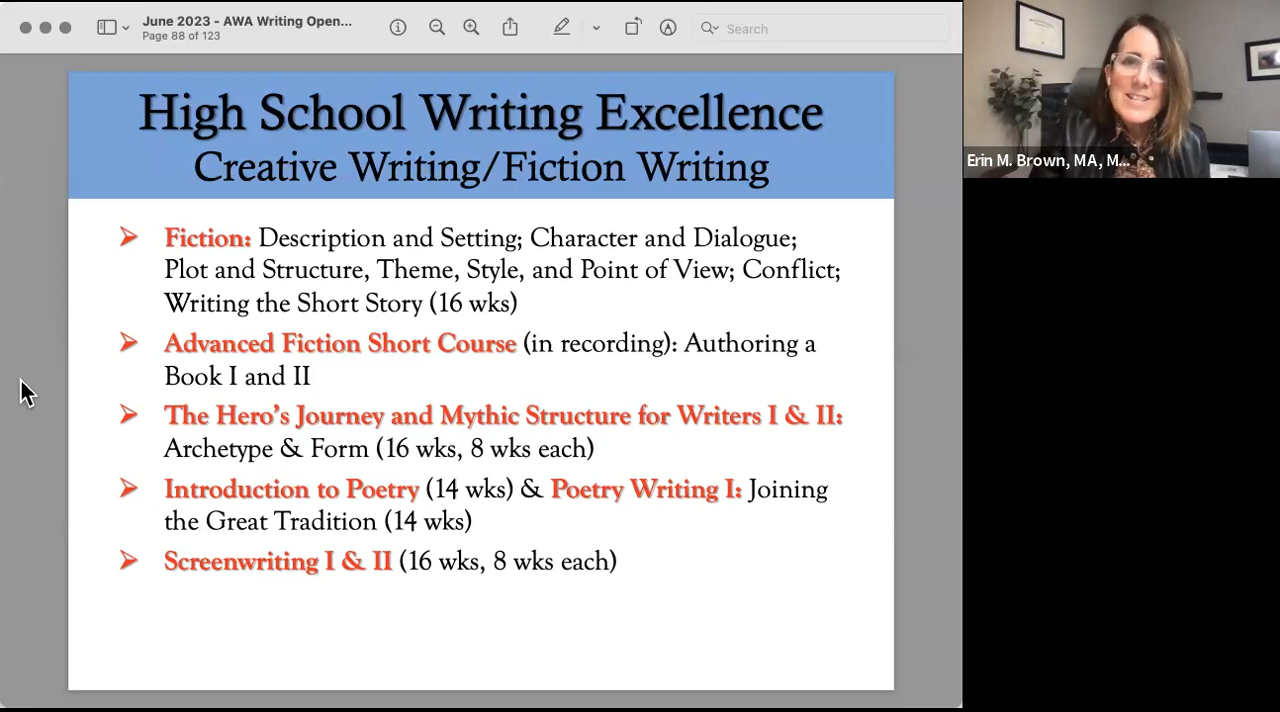 June 2023 - AWA Writing Open...
Page 88 of 123
Search
High School Writing Excellence
Creative Writing/Fiction Writing
Fiction: Description and Setting; Character and Dialogue;
Plot and Structure, Theme, Style, and Point of View; Conflict;
Writing the Short Story (16 wks)
Advanced Fiction Short Course (in recording): Authoring a
Book I and II
The Hero's Journey and Mythic Structure for Writers I & II:
Archetype & Form (16 wks, 8 wks each)
Introduction to Poetry (14 wks) & Poetry Writing I: Joining
the Great Tradition (14 wks)
Screenwriting I & II (16 wks, 8 wks each)
Erin M. Brown, MA, M...